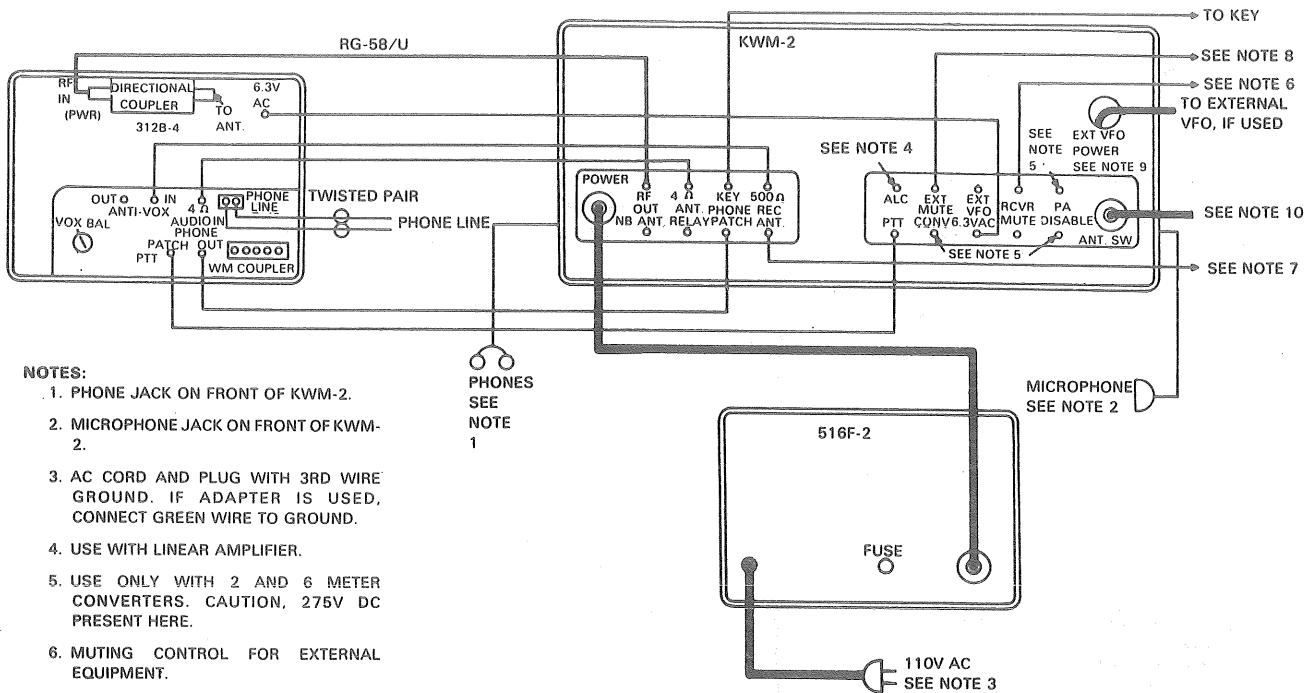 TO KEY
RG-58/U
KWM-2
SEE NOTE 8
SEE NOTE 6
TO EXTERNAL
VFO, IF USED
RF
IN
(PWR)
DIRECTIONAL
COUPLER
312B-4
TO
ANT.
6.3V
AC
SEE NOTE 4
SEE
NOTE
5
EXT VFO
POWER
SEE NOTE 9
OUT
IN
ANTI-VOX
4 Ω
AUDIO IN
PHONE
LINE
TWISTED PAIR
PHONE LINE
VOX BAL
PHONE
PATCH OUT
PTT
WM COUPLER
POWER
RF
OUT
NB ANT.
4 Ω
ANT.
RELAY
KEY
PHONE
PATCH
500Ω
REC
ANT.
ALC
PTT
EXT
MUTE
CONV
EXT
VFO
6.3VAC
RCVR
MUTE
PA
DISABLE
ANT. SW
SEE NOTE 5
SEE NOTE 10
SEE NOTE 7
PHONES
SEE
NOTE
1
MICROPHONE
SEE NOTE 2
516F-2
FUSE
110V AC
SEE NOTE 3
NOTES:
1. PHONE JACK ON FRONT OF KWM-2.
2. MICROPHONE JACK ON FRONT OF KWM-
2.
3. AC CORD AND PLUG WITH 3RD WIRE
GROUND. IF ADAPTER IS USED,
CONNECT GREEN WIRE TO GROUND.
4. USE WITH LINEAR AMPLIFIER.
5. USE ONLY WITH 2 AND 6 METER
CONVERTERS. CAUTION, 275V DC
PRESENT HERE.
6. MUTING CONTROL FOR EXTERNAL
EQUIPMENT.